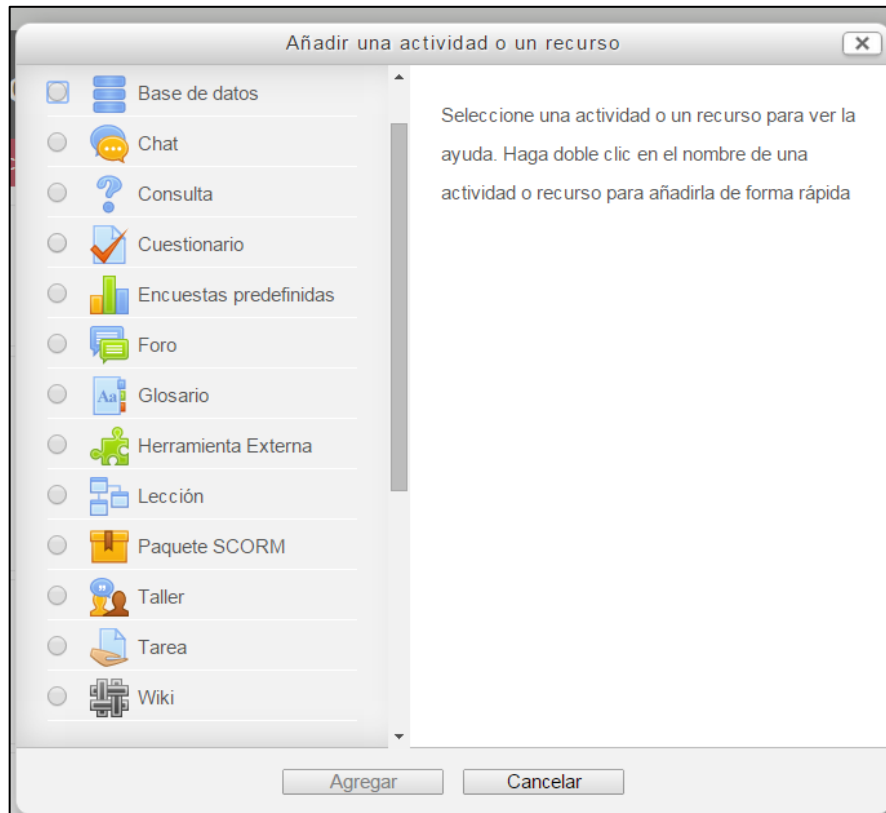 Añadir una actividad o un recurso
Base de datos
Chat
Consulta
Cuestionario
Encuestas predefinidas
Foro
Aa
Glosario
Herramienta Externa
Lección
Paquete SCORM
Taller
Tarea
Wiki
Seleccione una actividad o un recurso para ver la
ayuda. Haga doble clic en el nombre de una
actividad o recurso para añadirla de forma rápida
Agregar
Cancelar